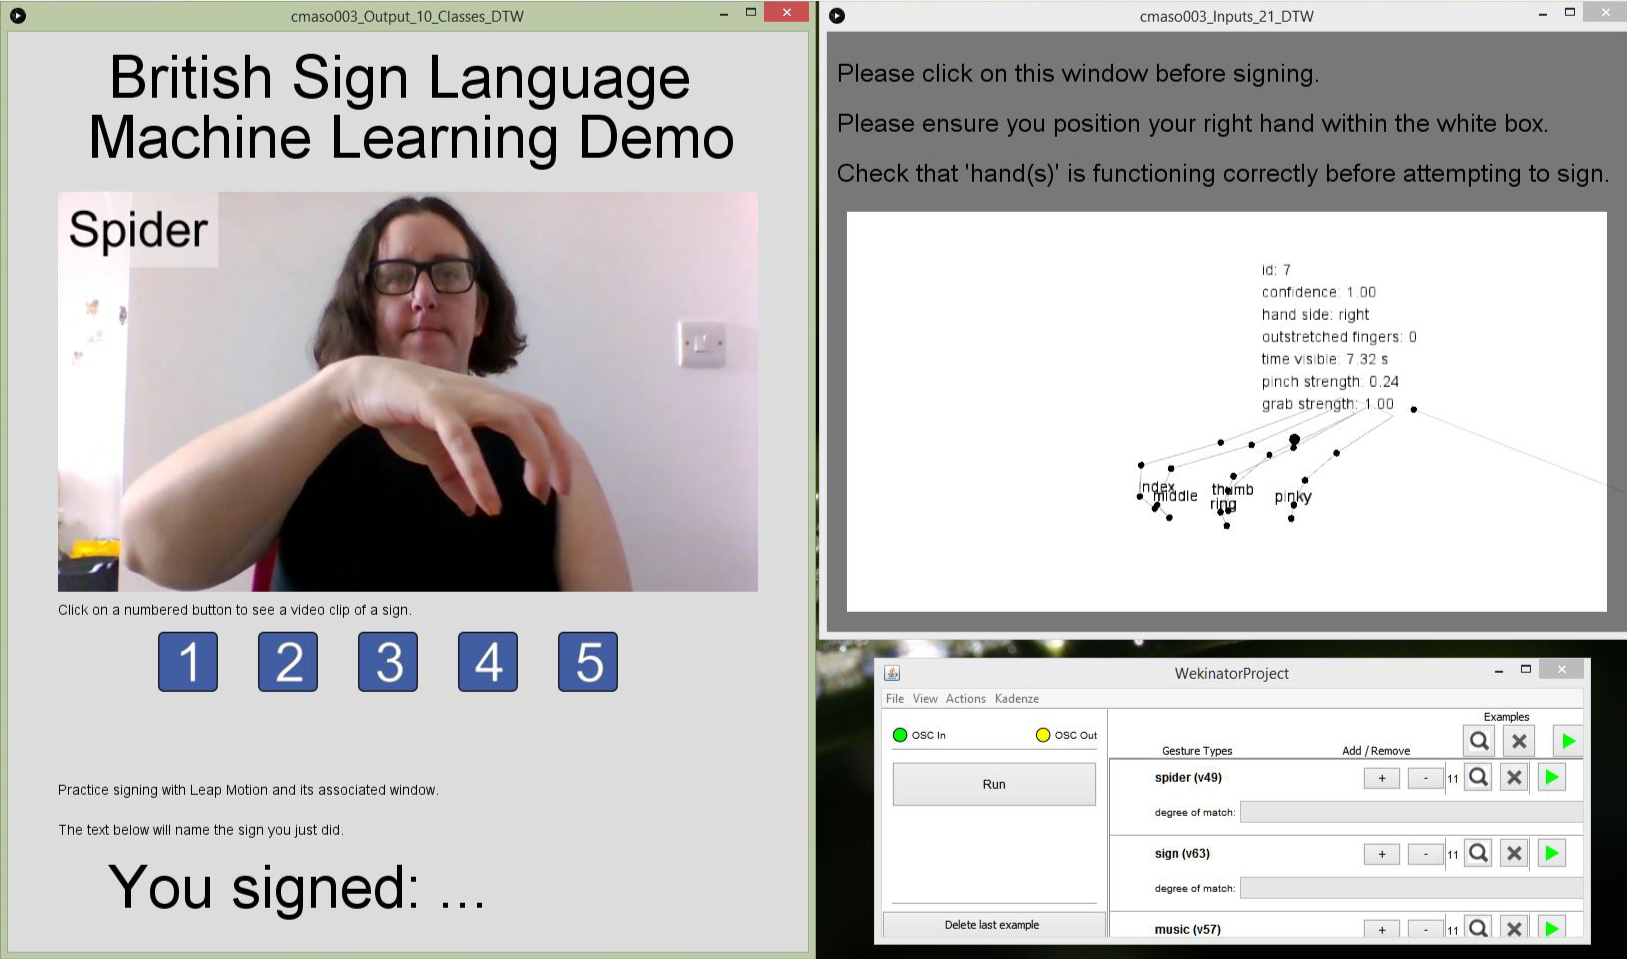 cmaso003_Output_10_Classes_DTW
British Sign Language
Machine Learning Demo
Spider
Click on a numbered button to see a video clip of a sign.
1 2 3 4 5
Practice signing with Leap Motion and its associated window.
The text below will name the sign you just did.
You signed: ...
cmaso003_Inputs_21_DTW
Please click on this window before signing.
Please ensure you position your right hand within the white box.
Check that 'hand(s)' is functioning correctly before attempting to sign.
id: 7
confidence: 1.00
hand side: right
outstretched fingers: 0
time visible: 7.32 s
pinch strength: 0.24
grab strength: 1.00
index
middle
thumb
ring
pinky
WekinatorProject
File View Actions Kadenze
OSC In OSC Out
Run
Delete last example
Examples
Gesture Types Add / Remove
spider (v49) + - 11
degree of match:
sign (v63) + - 11
degree of match:
music (v57) + - 11